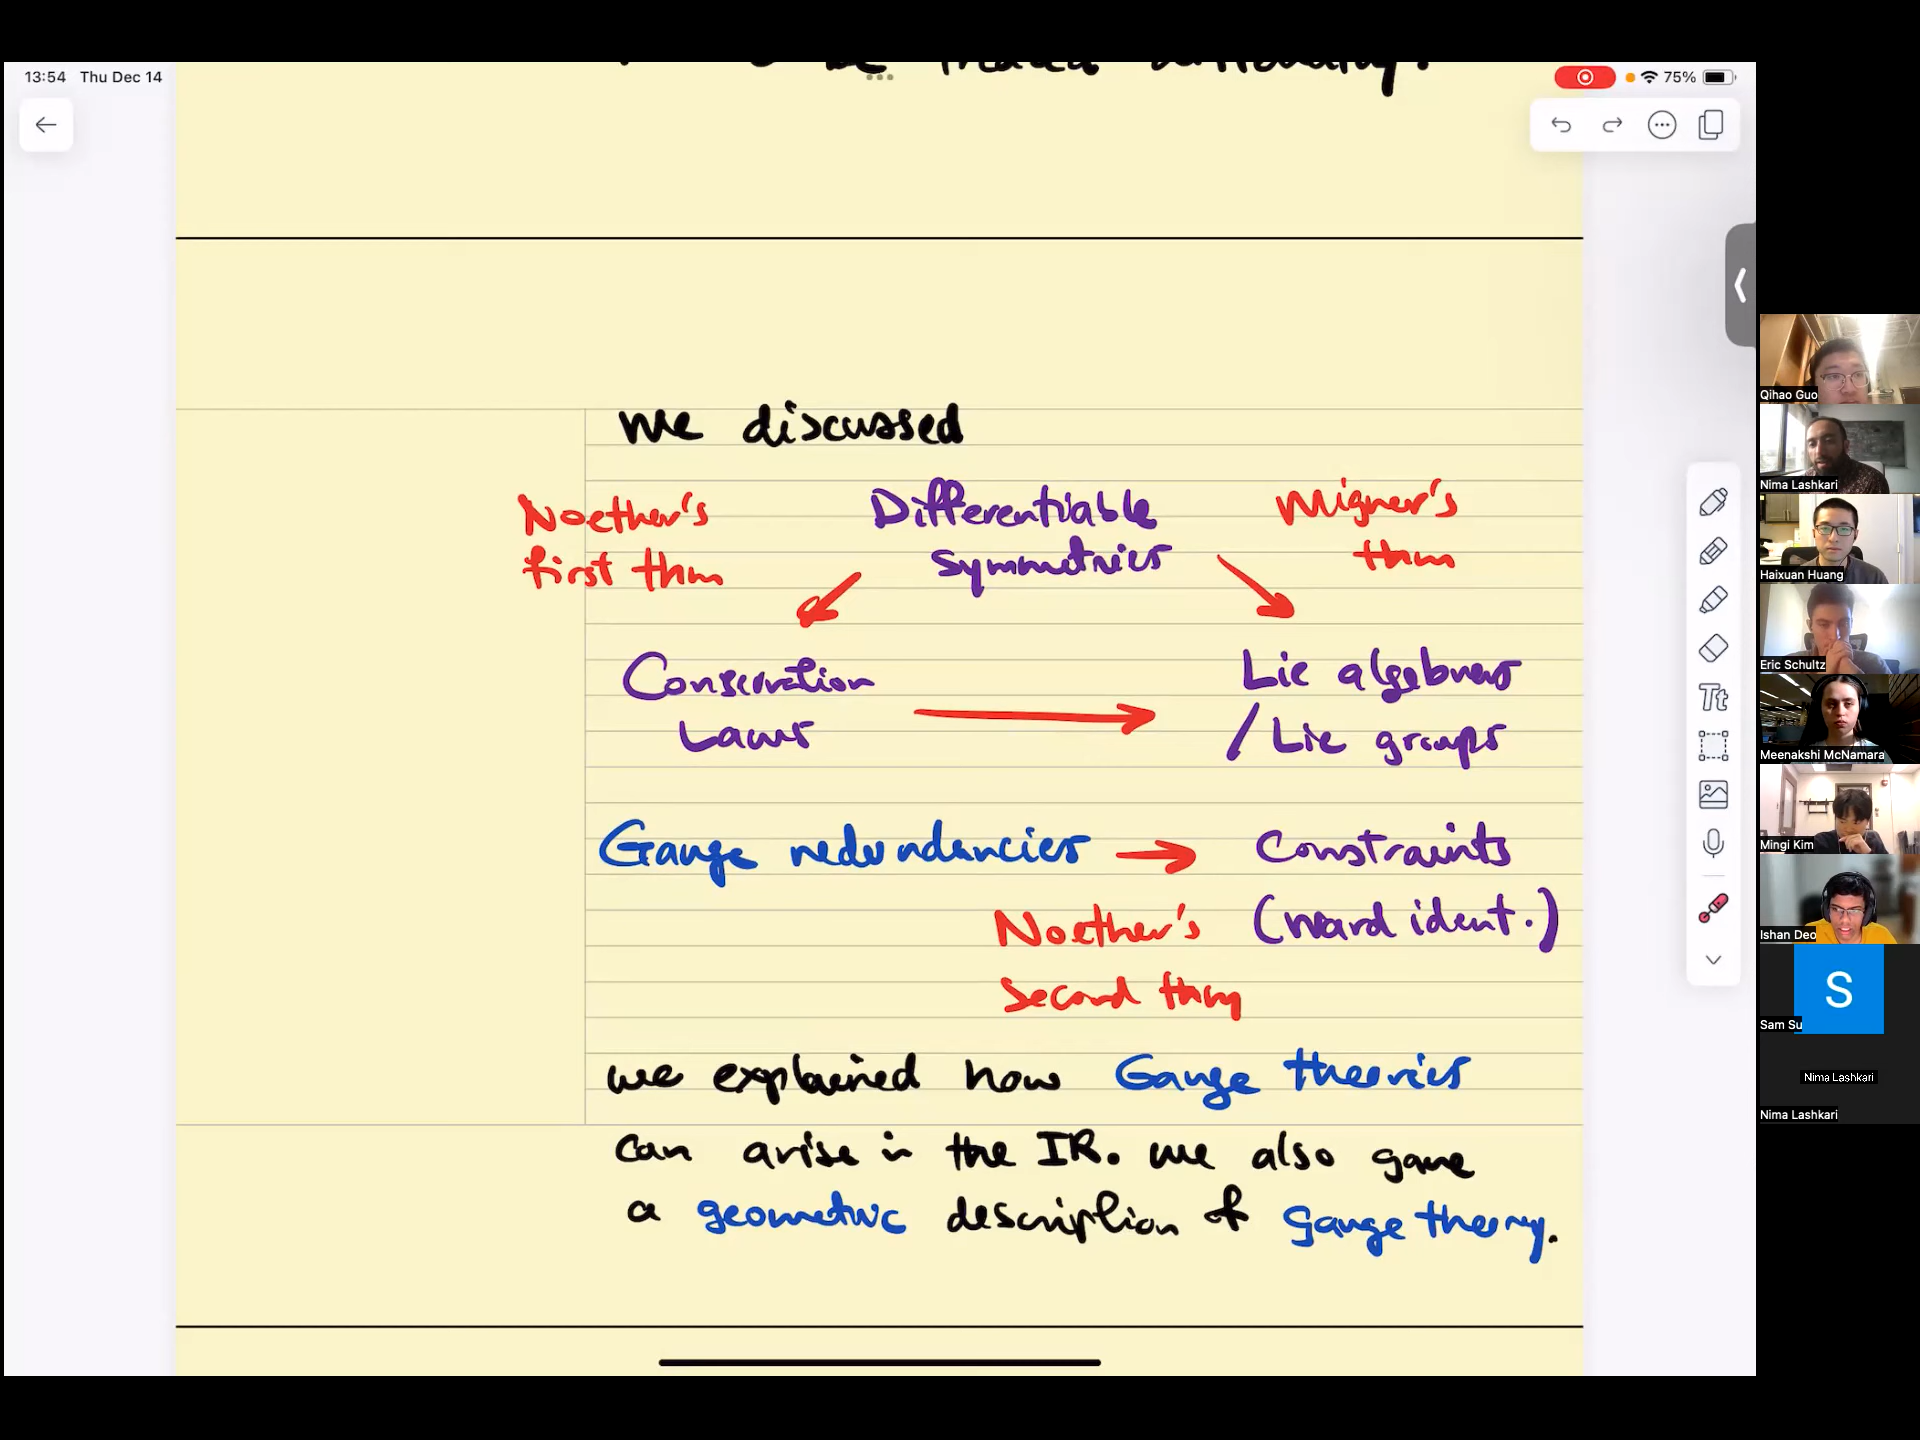 13:54 Thu Dec 14
75%
be treated
We discussed
Noether's Differentiable Wigner's
first thm symmetries thm
Conservation Lie algebras
Laws / Lie groups
Gauge redundancies → Constraints
Noether's (Ward ident.)
second thm
We explained how Gauge theories
can arise in the IR. We also gave
a geometric description of gauge theory.
Tt
Qihao Guo
Nima Lashkari
Haixuan Huang
Eric Schultz
Meenakshi McNamara
Mingi Kim
Ishan Deo
S
Sam Su
Nima Lashkari
Nima Lashkari